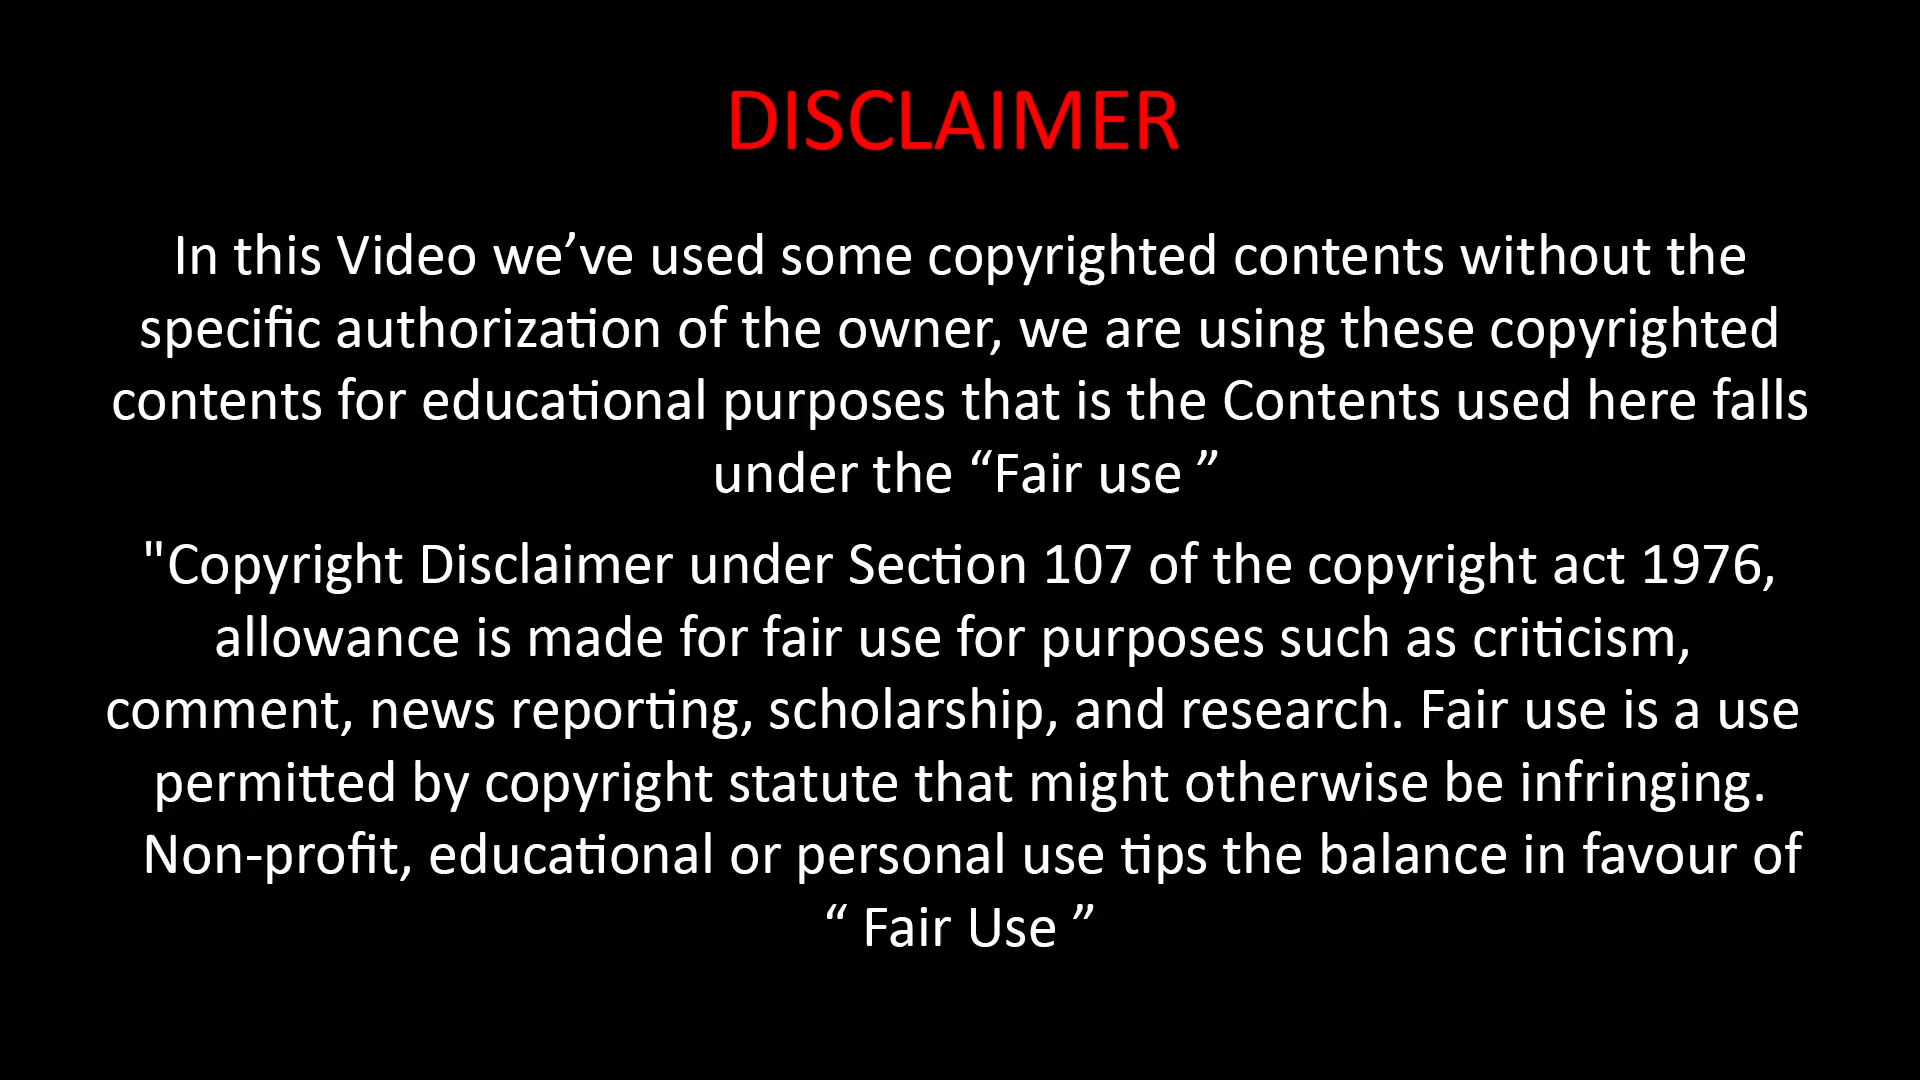 DISCLAIMER
In this Video we’ve used some copyrighted contents without the
specific authorization of the owner, we are using these copyrighted
contents for educational purposes that is the Contents used here falls
under the “Fair use ”
"Copyright Disclaimer under Section 107 of the copyright act 1976,
allowance is made for fair use for purposes such as criticism,
comment, news reporting, scholarship, and research. Fair use is a use
permitted by copyright statute that might otherwise be infringing.
Non-profit, educational or personal use tips the balance in favour of
“ Fair Use ”